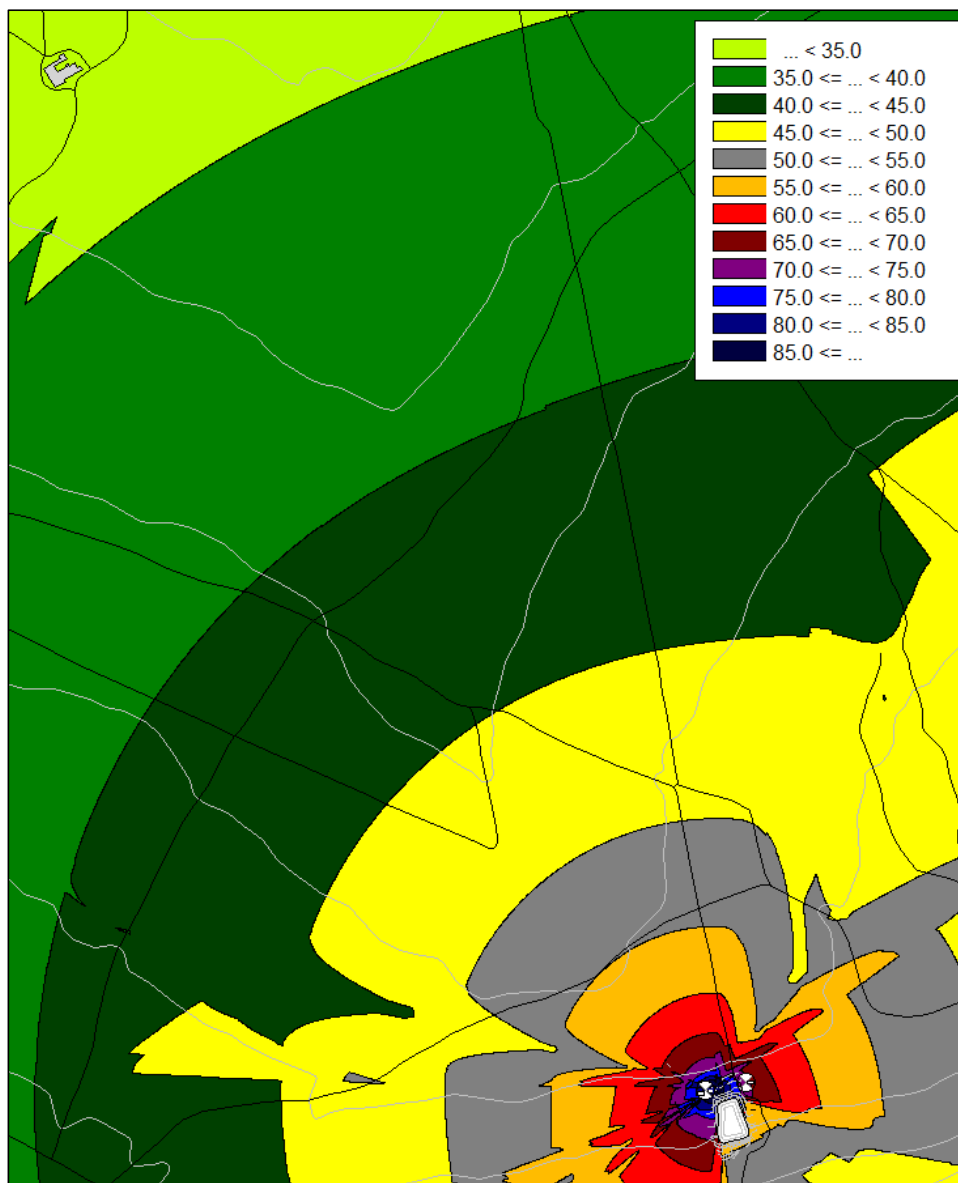 ... < 35.0
35.0 <= ... < 40.0
40.0 <= ... < 45.0
45.0 <= ... < 50.0
50.0 <= ... < 55.0
55.0 <= ... < 60.0
60.0 <= ... < 65.0
65.0 <= ... < 70.0
70.0 <= ... < 75.0
75.0 <= ... < 80.0
80.0 <= ... < 85.0
85.0 <= ...